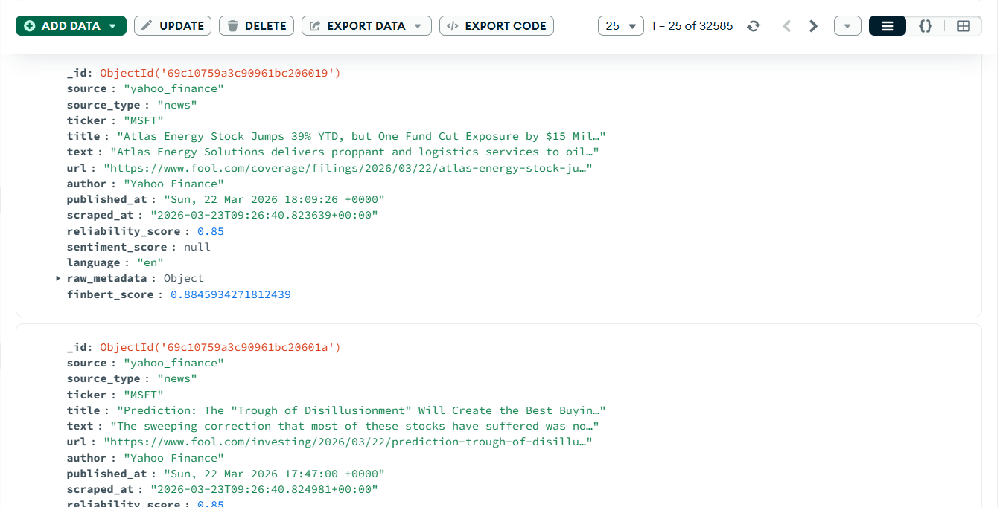 ADD DATA UPDATE DELETE EXPORT DATA EXPORT CODE 25 1 – 25 of 32585 {}
_id: ObjectId('69c10759a3c90961bc206019')
source : "yahoo_finance"
source_type : "news"
ticker : "MSFT"
title : "Atlas Energy Stock Jumps 39% YTD, but One Fund Cut Exposure by $15 Mil…"
text : "Atlas Energy Solutions delivers proppant and logistics services to oil…"
url : "https://www.fool.com/coverage/filings/2026/03/22/atlas-energy-stock-ju…"
author : "Yahoo Finance"
published_at : "Sun, 22 Mar 2026 18:09:26 +0000"
scraped_at : "2026-03-23T09:26:40.823639+00:00"
reliability_score : 0.85
sentiment_score : null
language : "en"
raw_metadata : Object
finbert_score : 0.8845934271812439
_id: ObjectId('69c10759a3c90961bc20601a')
source : "yahoo_finance"
source_type : "news"
ticker : "MSFT"
title : "Prediction: The "Trough of Disillusionment" Will Create the Best Buyin…"
text : "The sweeping correction that most of these stocks have suffered was no…"
url : "https://www.fool.com/investing/2026/03/22/prediction-trough-of-disillu…"
author : "Yahoo Finance"
published_at : "Sun, 22 Mar 2026 17:47:00 +0000"
scraped_at : "2026-03-23T09:26:40.824981+00:00"
reliability_score : 0.85